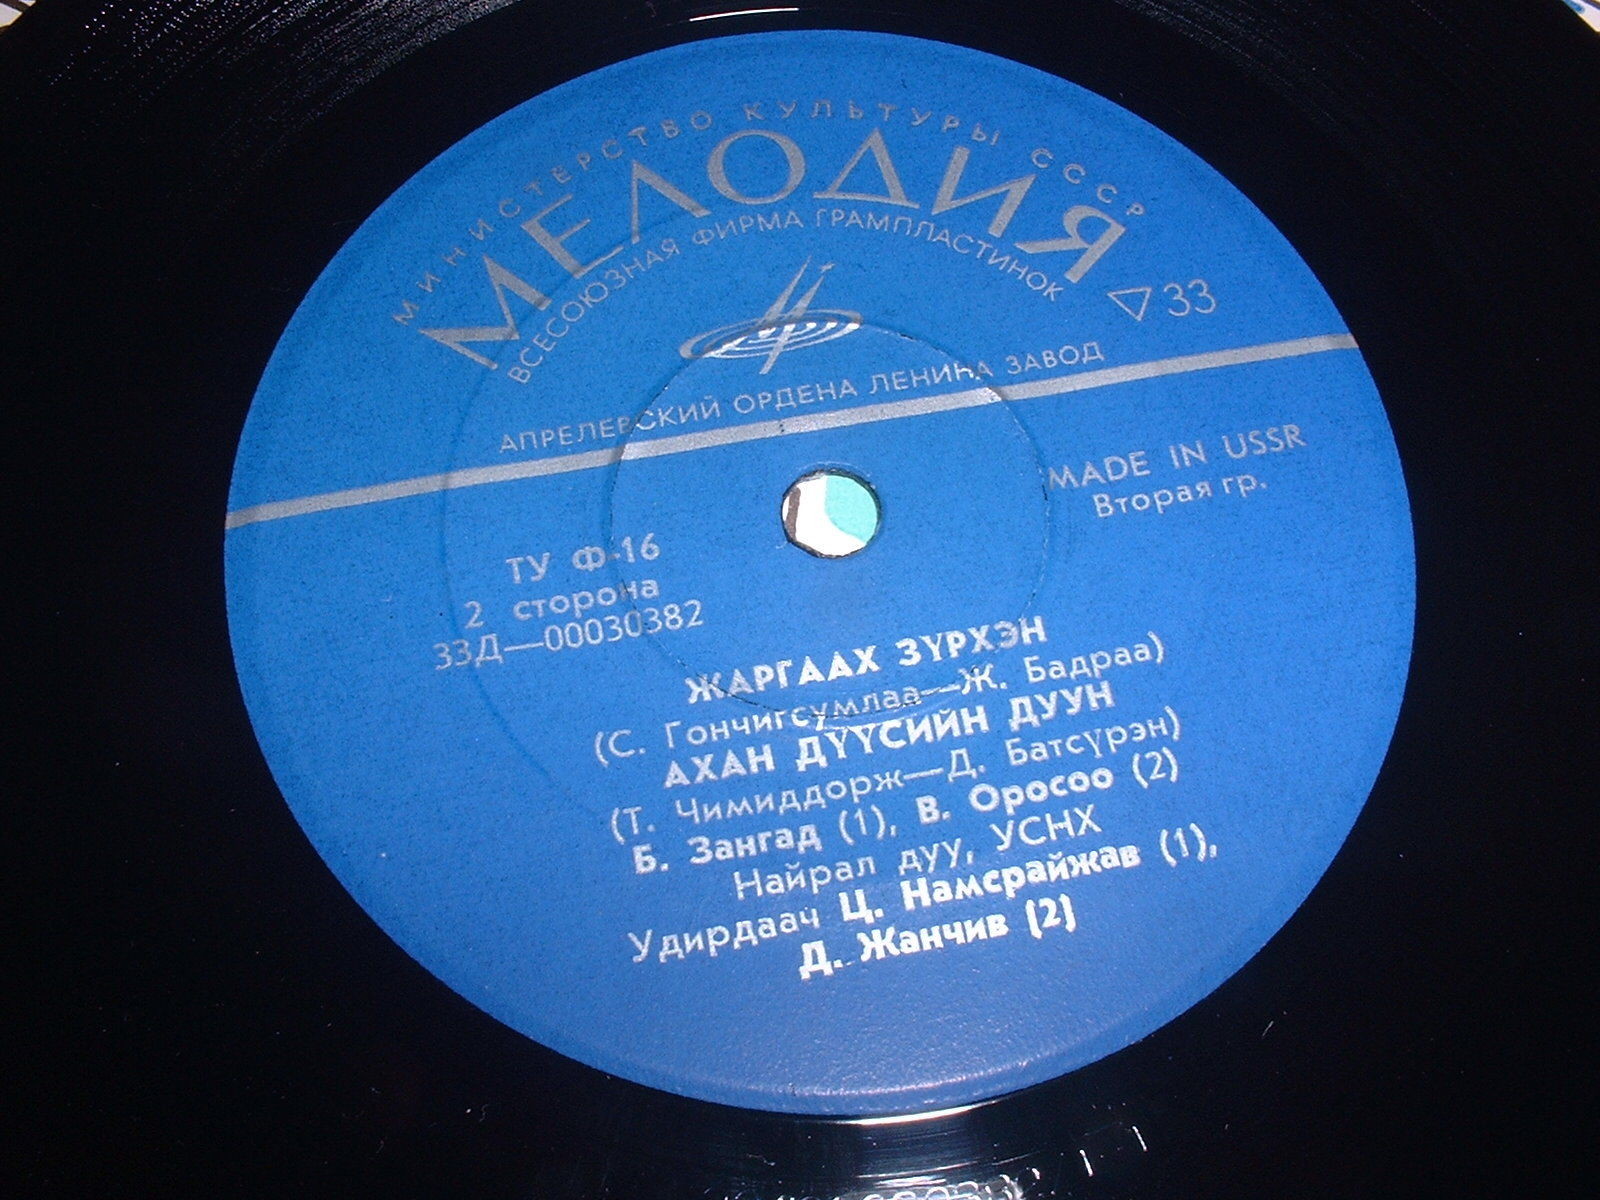 МИНИСТЕРСТВО КУЛЬТУРЫ СССР
МЕЛОДИЯ
ВСЕСОЮЗНАЯ ФИРМА ГРАМПЛАСТИНОК
33
АПРЕЛЕВСКИЙ ОРДЕНА ЛЕНИНА ЗАВОД
MADE IN USSR
Вторая гр.
ТУ Ф-16
2 сторона
33Д—00030382
ЖАРГААХ ЗҮРХЭН
(С. Гончигсумлаа—Ж. Бадраа)
АХАН ДҮҮСИЙН ДУУН
(Т. Чимиддорж—Д. Батсүрэн)
Б. Зангад (1), В. Оросоо (2)
Найрал дуу, УСНХ
Удирдаач Ц. Намсрайжав (1),
Д. Жанчив (2)